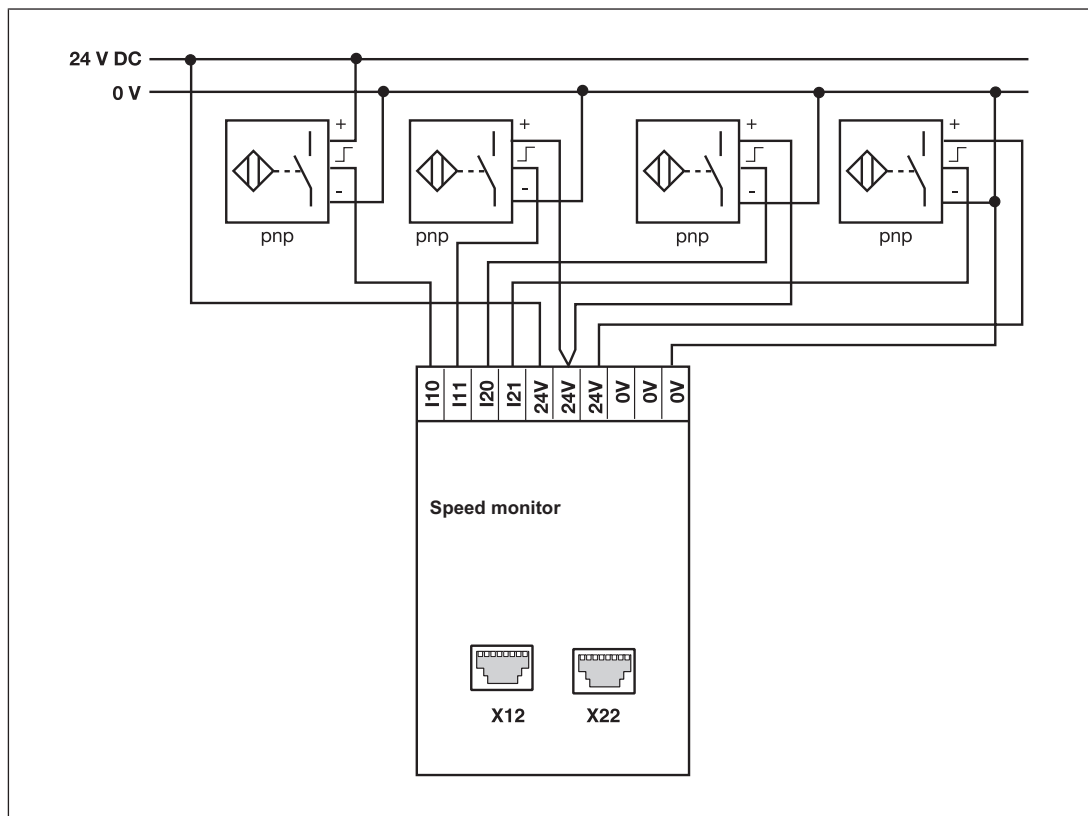 24 V DC
0 V
+ + + +
- - - -
pnp pnp pnp pnp
I10 I11 I20 I21 24V 24V 24V 0V 0V 0V
Speed monitor
X12 X22